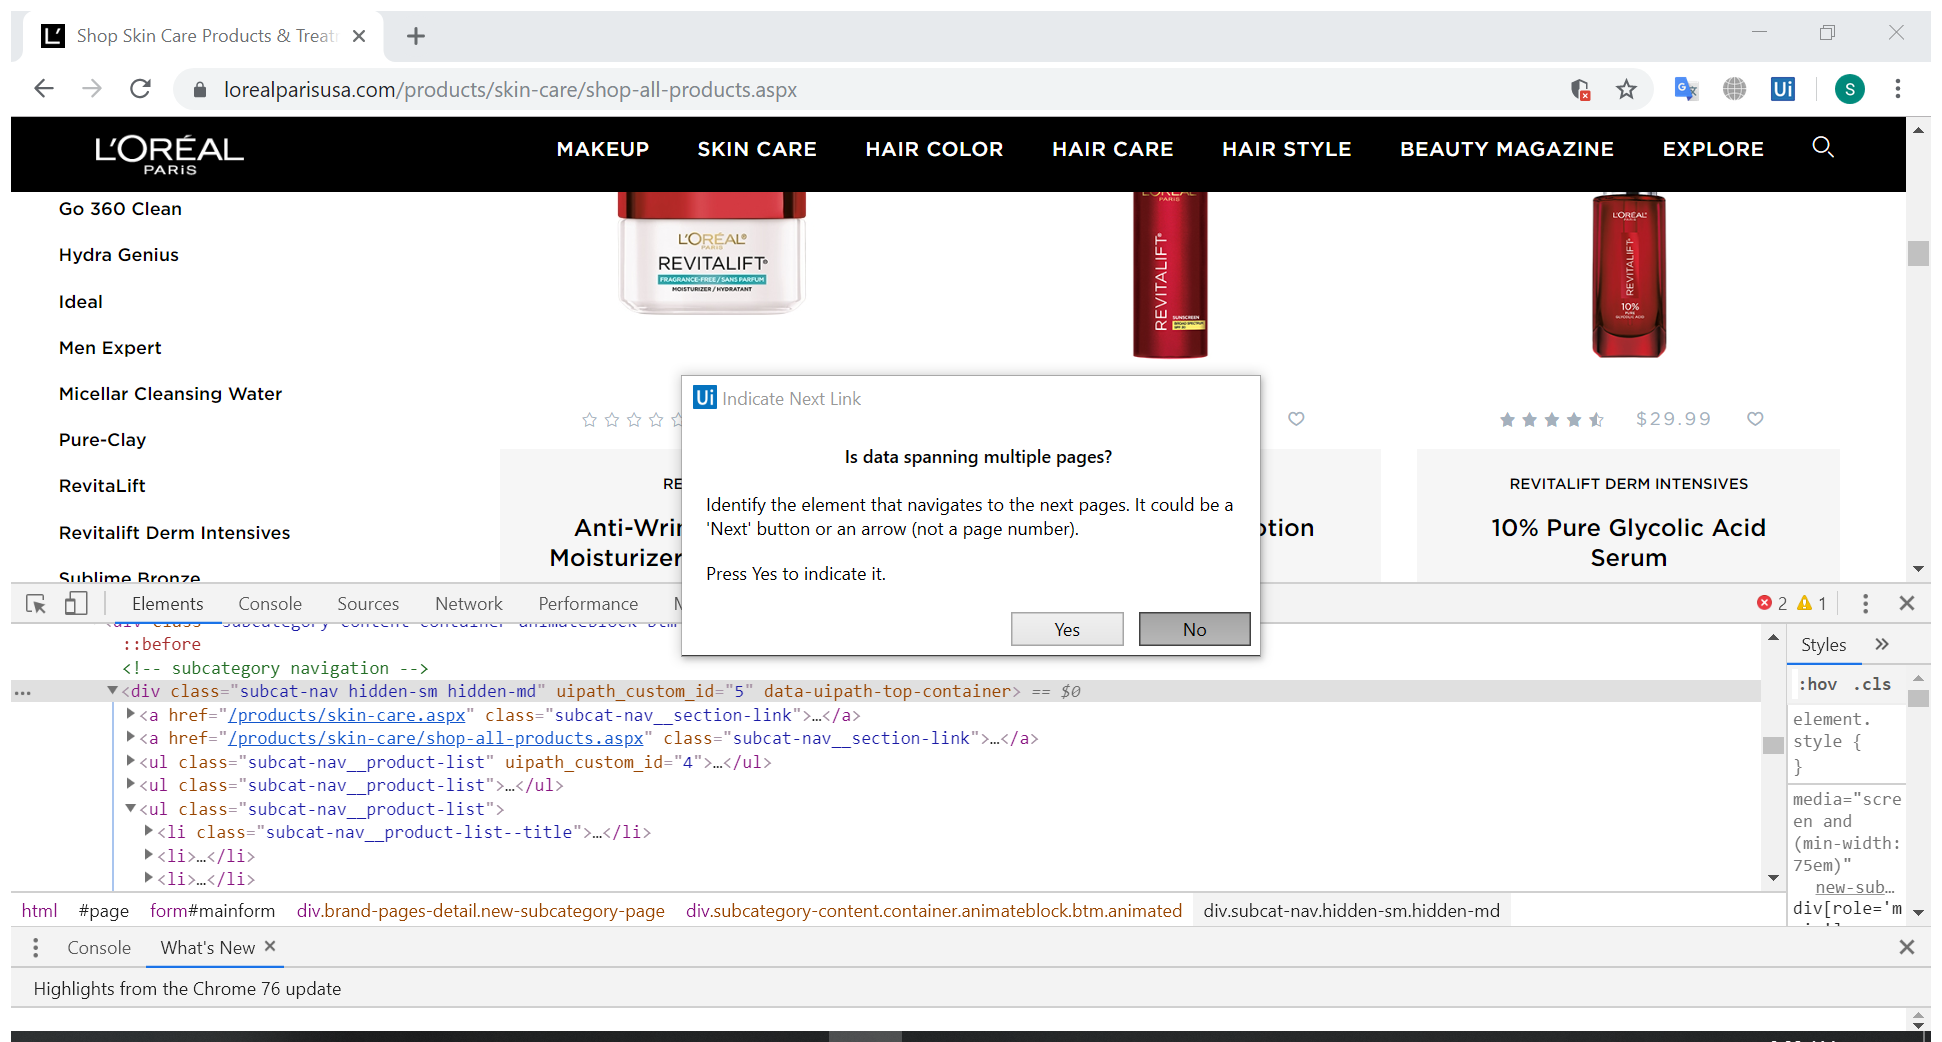 Shop Skin Care Products & Treat
lorealparisusa.com/products/skin-care/shop-all-products.aspx
Ui
S
L'ORÉAL
PARIS
MAKEUP
SKIN CARE
HAIR COLOR
HAIR CARE
HAIR STYLE
BEAUTY MAGAZINE
EXPLORE
Go 360 Clean
Hydra Genius
Ideal
Men Expert
Micellar Cleansing Water
Pure-Clay
RevitaLift
Revitalift Derm Intensives
Sublime Bronze
L'ORÉAL
PARIS
REVITALIFT
FRAGRANCE-FREE / SANS PARFUM
MOISTURIZER / HYDRATANT
L'ORÉAL
PARIS
REVITALIFT
SUNSCREEN
L'ORÉAL
REVITALIFT
10%
PURE
GLYCOLIC ACID
$29.99
RE
Anti-Wri
Moisturizer
otion
REVITALIFT DERM INTENSIVES
10% Pure Glycolic Acid
Serum
Ui Indicate Next Link
Is data spanning multiple pages?
Identify the element that navigates to the next pages. It could be a
'Next' button or an arrow (not a page number).
Press Yes to indicate it.
Yes
No
Elements
Console
Sources
Network
Performance
2
1
::before
<!-- subcategory navigation -->
… <div class="subcat-nav hidden-sm hidden-md" uipath_custom_id="5" data-uipath-top-container> == $0
<a href="/products/skin-care.aspx" class="subcat-nav__section-link">…</a>
<a href="/products/skin-care/shop-all-products.aspx" class="subcat-nav__section-link">…</a>
<ul class="subcat-nav__product-list" uipath_custom_id="4">…</ul>
<ul class="subcat-nav__product-list">…</ul>
<ul class="subcat-nav__product-list">
<li class="subcat-nav__product-list--title">…</li>
<li>…</li>
<li>…</li>
Styles
:hov .cls
element.
style {
}
media="scre
en and
(min-width:
75em)"
new-sub…
div[role='m
html #page form#mainform div.brand-pages-detail.new-subcategory-page div.subcategory-content.container.animateblock.btm.animated div.subcat-nav.hidden-sm.hidden-md
Console
What's New
Highlights from the Chrome 76 update